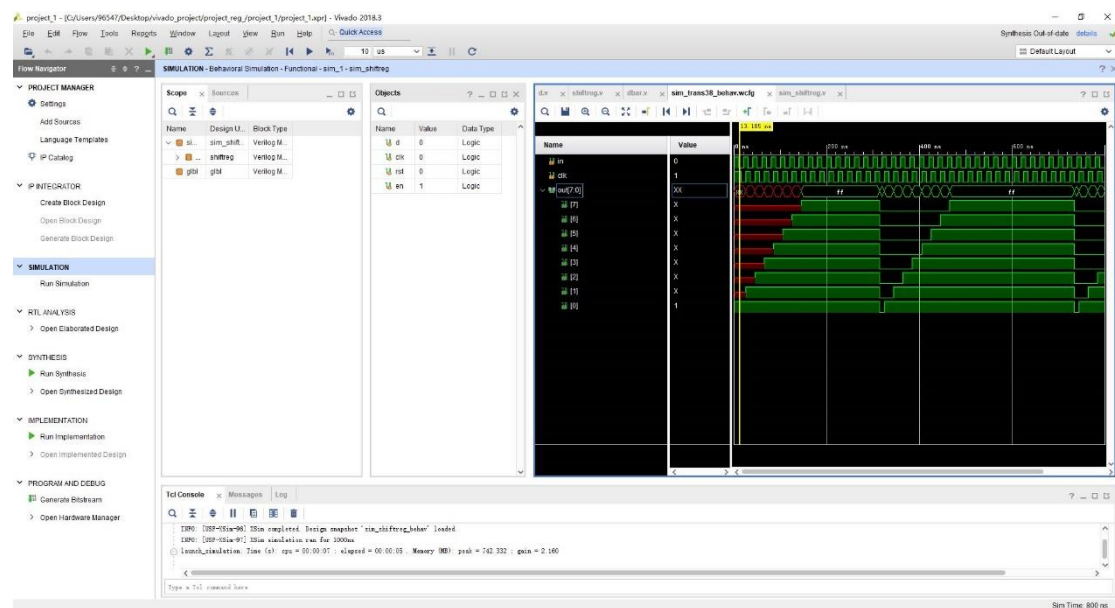 project_1 - [C:/Users/96547/Desktop/vivado_project/project_reg_/project_1/project_1.xpr] - Vivado 2018.3
File Edit Flow Tools Reports Window Layout View Run Help Quick Access
Synthesis Out-of-date details
10 us
Default Layout
Flow Navigator
SIMULATION - Behavioral Simulation - Functional - sim_1 - sim_shiftreg
PROJECT MANAGER
Settings
Add Sources
Language Templates
IP Catalog
IP INTEGRATOR
Create Block Design
Open Block Design
Generate Block Design
SIMULATION
Run Simulation
RTL ANALYSIS
Open Elaborated Design
SYNTHESIS
Run Synthesis
Open Synthesized Design
IMPLEMENTATION
Run Implementation
Open Implemented Design
PROGRAM AND DEBUG
Generate Bitstream
Open Hardware Manager
Scope Sources
Name Design U... Block Type
si... sim_shift... Verilog M...
... shiftreg Verilog M...
glbl glbl Verilog M...
Objects
Name Value Data Type
d 0 Logic
clk 0 Logic
rst 0 Logic
en 1 Logic
d.v shiftreg.v dbar.v sim_trans38_behav.wcfg sim_shiftreg.v
13.105 ns
Name Value
0 ns 200 ns 400 ns 600 ns
in 0
clk 1
out[7:0] XX ff ff
[7] X
[6] X
[5] X
[4] X
[3] X
[2] X
[1] X
[0] 1
Tcl Console Messages Log
INFO: [USF-XSim-96] XSim completed. Design snapshot 'sim_shiftreg_behav' loaded.
INFO: [USF-XSim-97] XSim simulation ran for 1000ns
launch_simulation: Time (s): cpu = 00:00:07 ; elapsed = 00:00:05 . Memory (MB): peak = 742.332 ; gain = 2.160
Type a Tcl command here
Sim Time: 800 ns